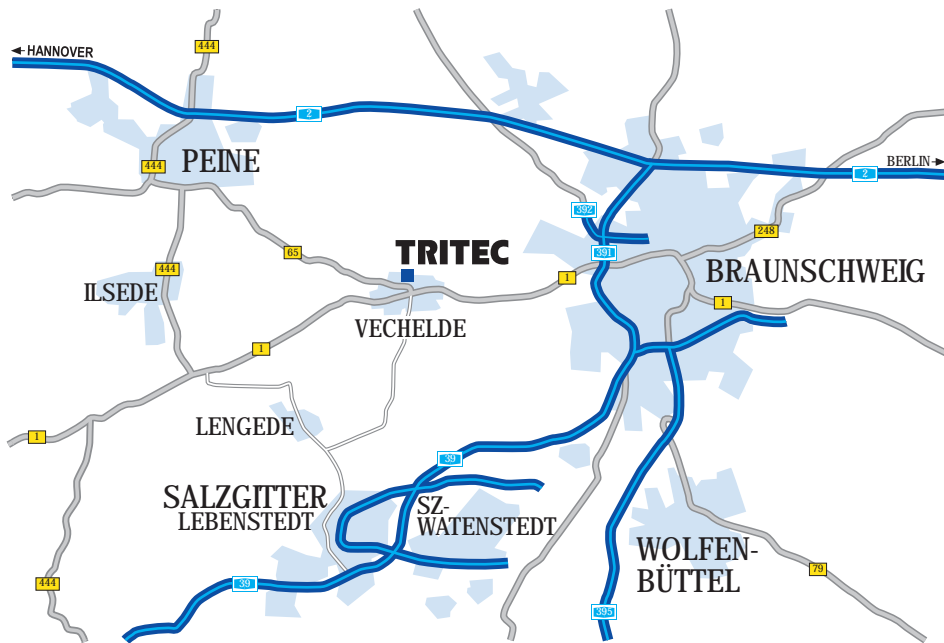 444
←HANNOVER
2
444
PEINE
BERLIN→
2
392
248
65
TRITEC
391
444
1
BRAUNSCHWEIG
ILSEDE
1
VECHELDE
1
LENGEDE
1
39
SALZGITTER
LEBENSTEDT
SZ-
WATENSTEDT
WOLFEN-
BÜTTEL
79
444
39
395